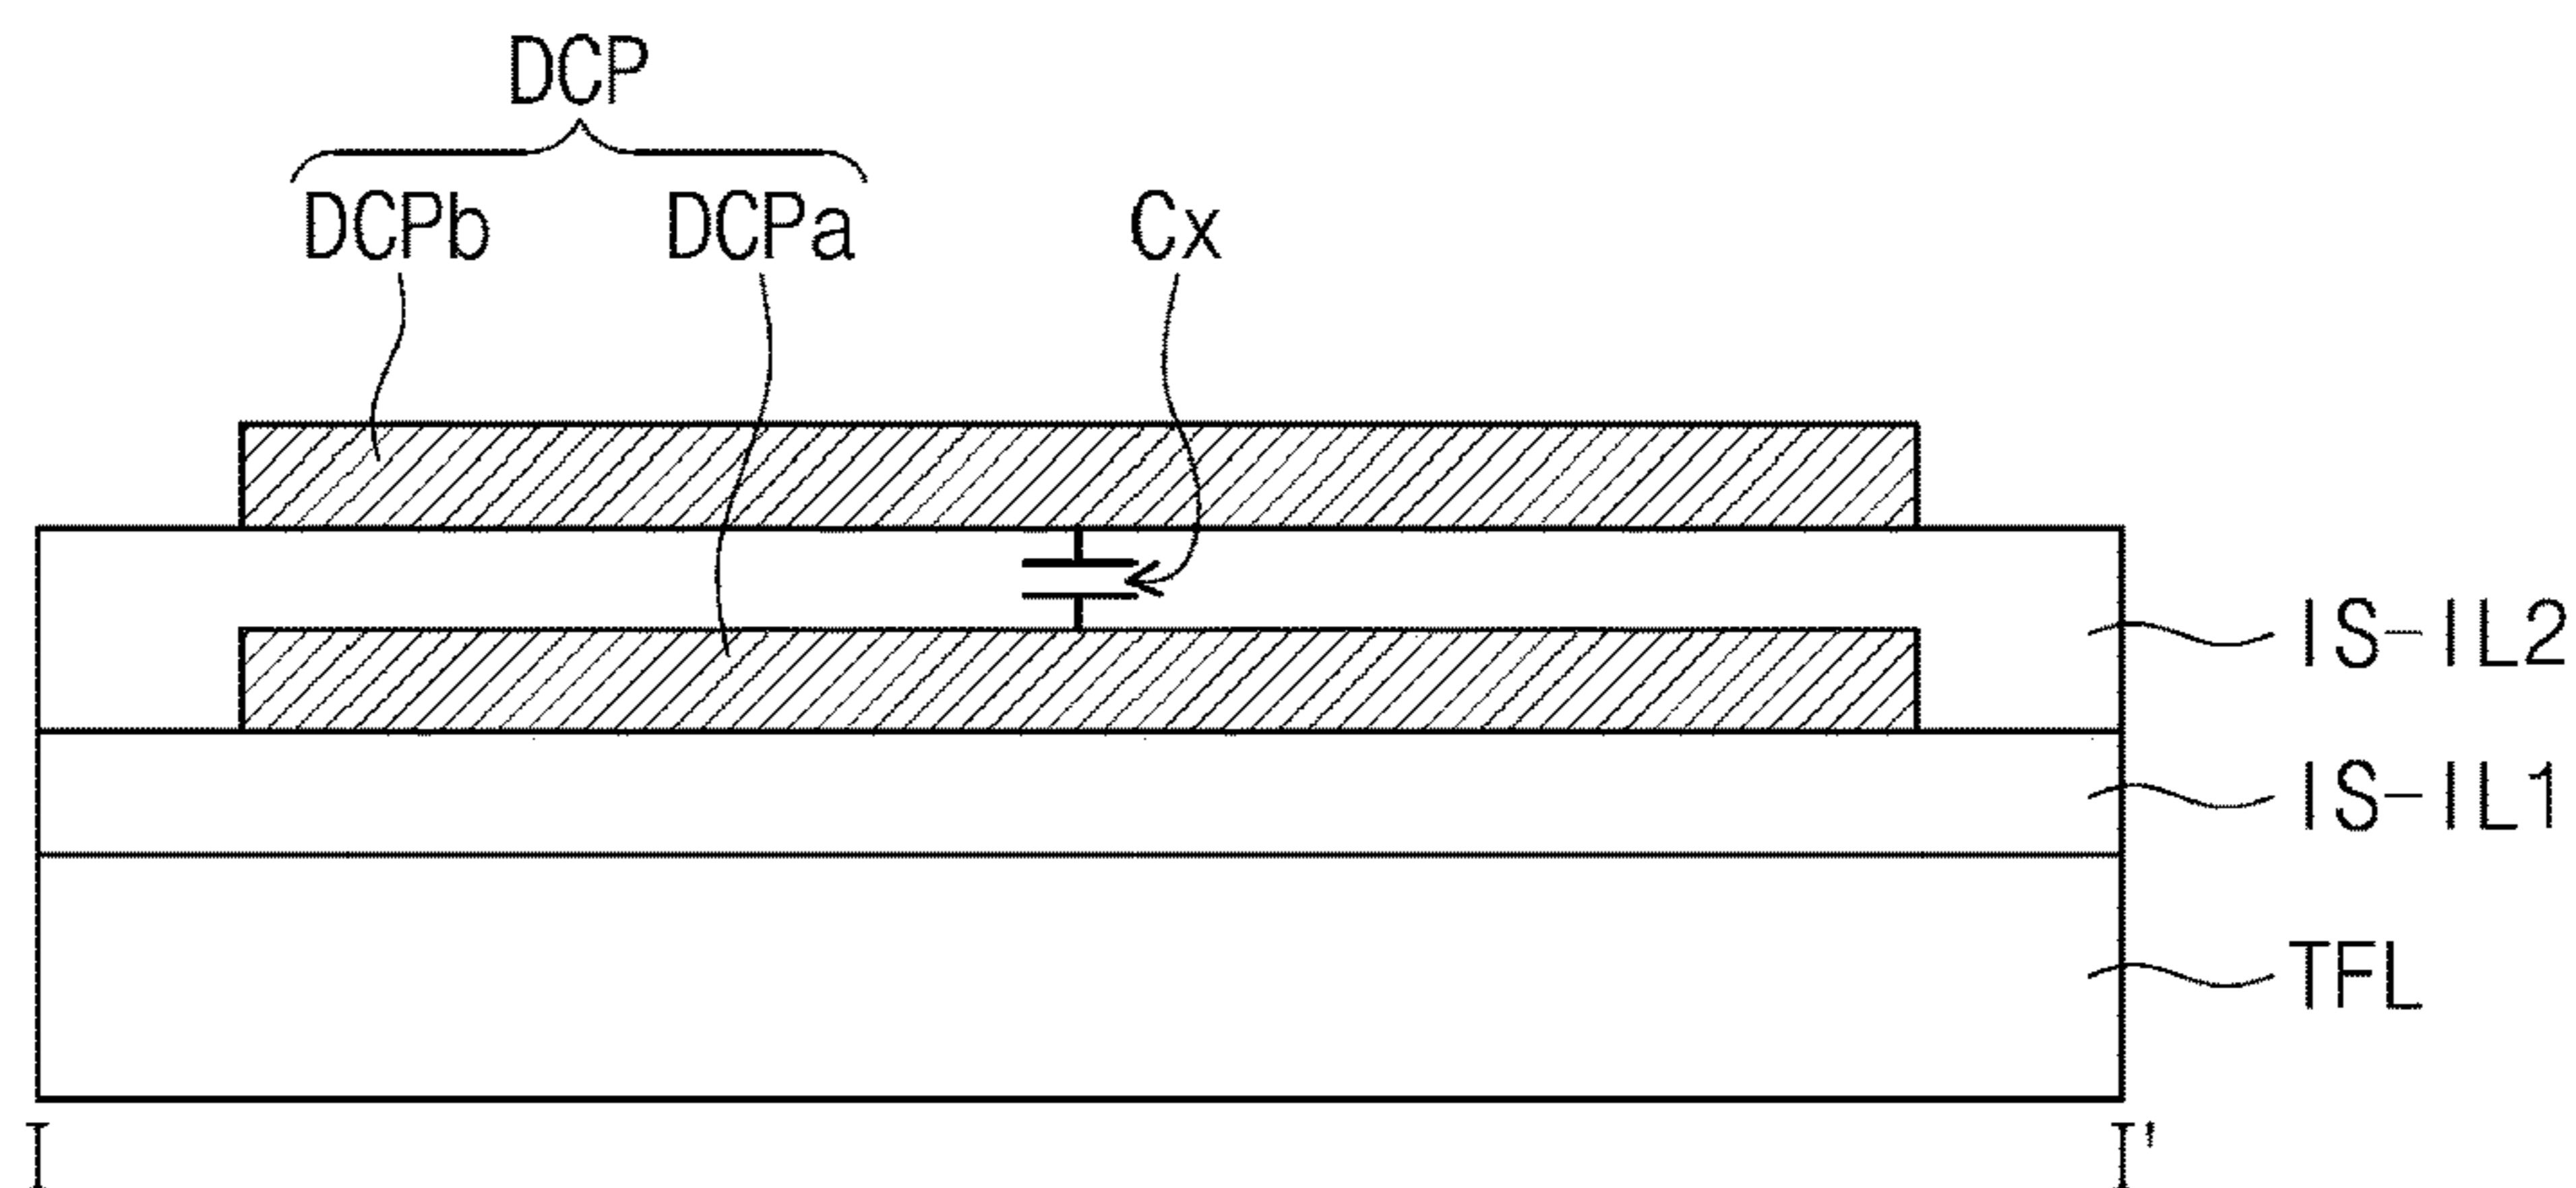 DCP
DCPb DCPa Cx
IS-IL2
IS-IL1
TFL
I I'